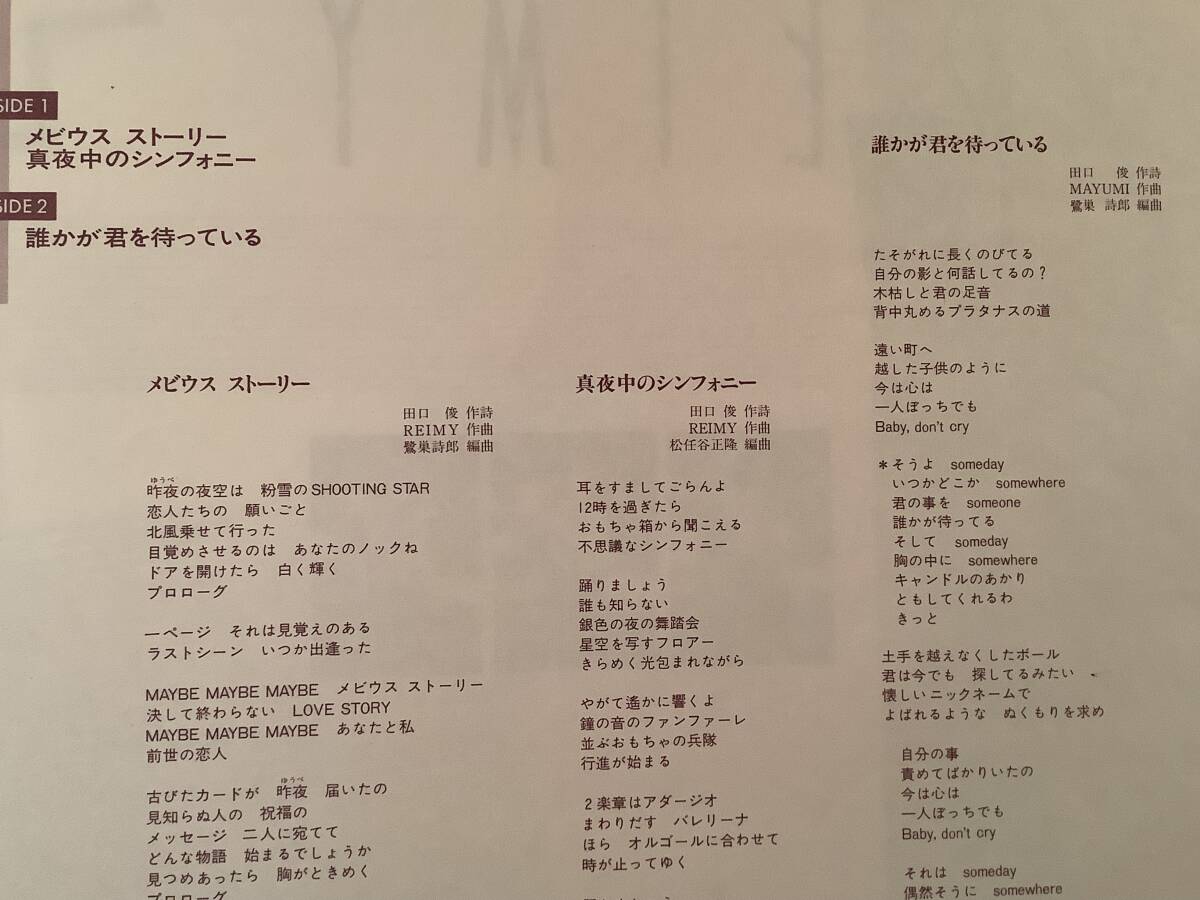 SIDE 1
メビウス ストーリー
真夜中のシンフォニー
SIDE 2
誰かが君を待っている
メビウス ストーリー
田口 俊 作詩
REIMY 作曲
鷺巣詩郎 編曲
ゆうべ
昨夜の夜空は 粉雪のSHOOTING STAR
恋人たちの 願いごと
北風乗せて行った
目覚めさせるのは あなたのノックね
ドアを開けたら 白く輝く
プロローグ
一ページ それは見覚えのある
ラストシーン いつか出逢った
MAYBE MAYBE MAYBE メビウス ストーリー
決して終わらない LOVE STORY
MAYBE MAYBE MAYBE あなたと私
前世の恋人
ゆうべ
古びたカードが 昨夜 届いたの
見知らぬ人の 祝福の
メッセージ 二人に宛てて
どんな物語 始まるでしょうか
見つめあったら 胸がときめく
プロローグ
真夜中のシンフォニー
田口 俊 作詩
REIMY 作曲
松任谷正隆 編曲
耳をすましてごらんよ
12時を過ぎたら
おもちゃ箱から聞こえる
不思議なシンフォニー
踊りましょう
誰も知らない
銀色の夜の舞踏会
星空を写すフロアー
きらめく光包まれながら
やがて遙かに響くよ
鐘の音のファンファーレ
並ぶおもちゃの兵隊
行進が始まる
2楽章はアダージオ
まわりだす バレリーナ
ほら オルゴールに合わせて
時が止ってゆく
誰かが君を待っている
田口 俊 作詩
MAYUMI 作曲
鷺巣 詩郎 編曲
たそがれに長くのびてる
自分の影と何話してるの?
木枯しと君の足音
背中丸めるプラタナスの道
遠い町へ
越した子供のように
今は心は
一人ぼっちでも
Baby, don't cry
*そうよ someday
いつかどこか somewhere
君の事を someone
誰かが待ってる
そして someday
胸の中に somewhere
キャンドルのあかり
ともしてくれるわ
きっと
土手を越えなくしたボール
君は今でも 探してるみたい
懐しいニックネームで
よばれるような ぬくもりを求め
自分の事
責めてばかりいたの
今は心は
一人ぼっちでも
Baby, don't cry
それは someday
偶然そうに somewhere